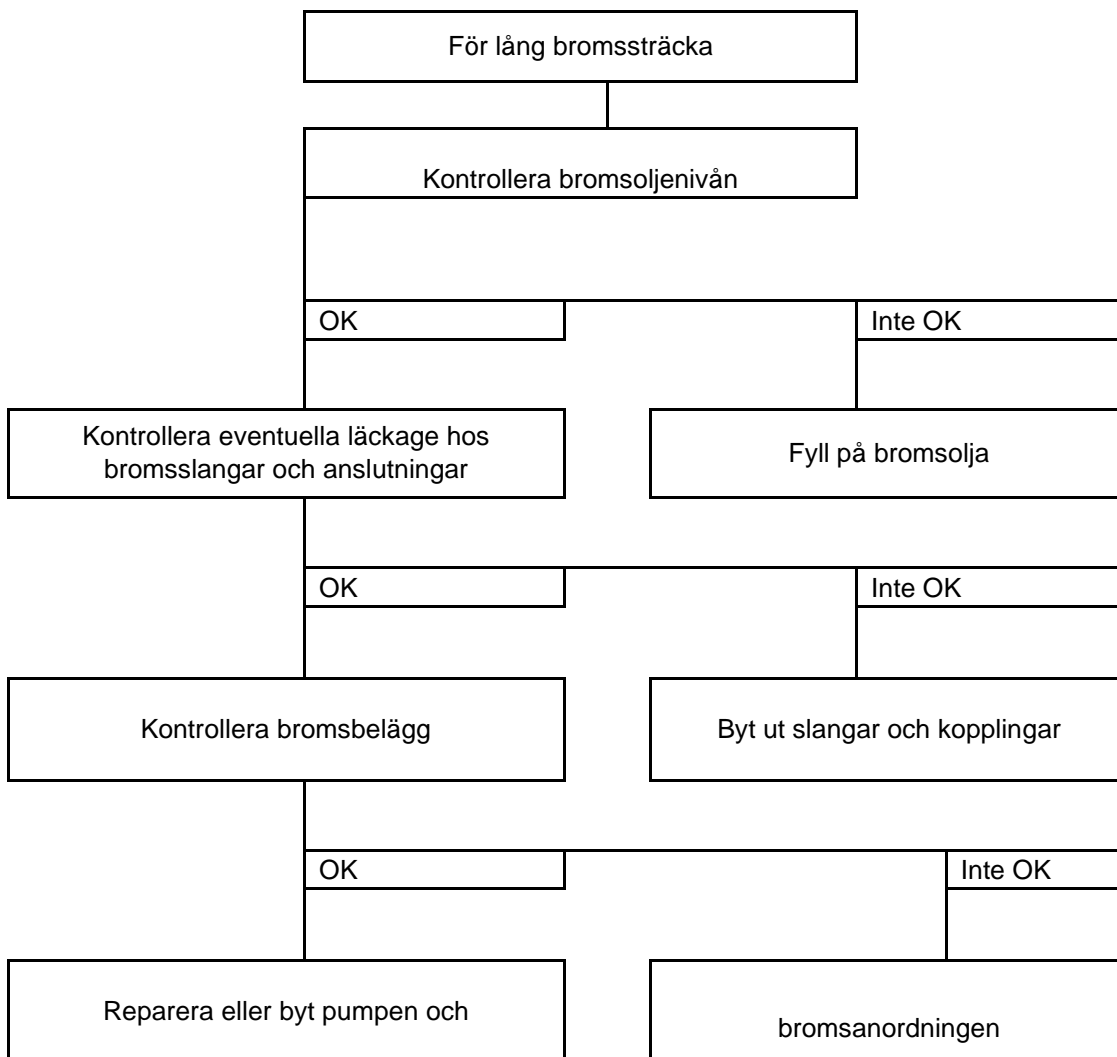 För lång bromssträcka
Kontrollera bromsoljenivån
OK
Inte OK
Kontrollera eventuella läckage hos
bromsslangar och anslutningar
Fyll på bromsolja
OK
Inte OK
Kontrollera bromsbelägg
Byt ut slangar och kopplingar
OK
Inte OK
Reparera eller byt pumpen och
bromsanordningen